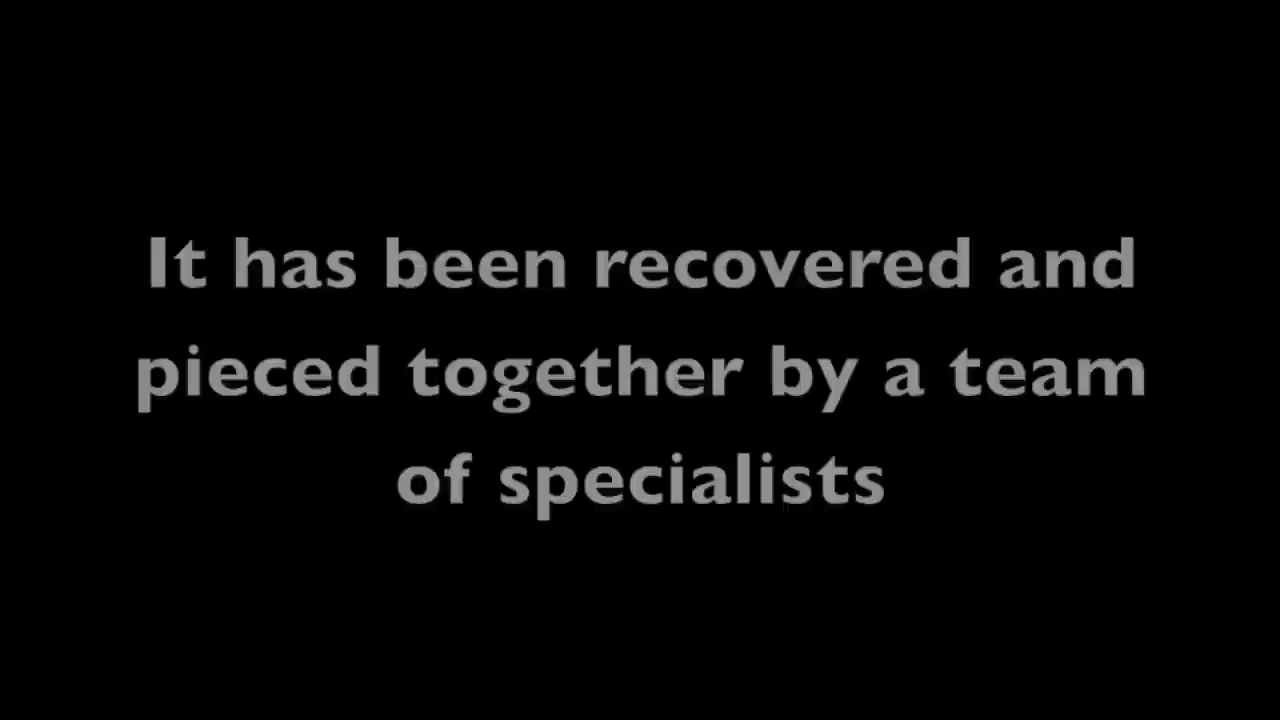 It has been recovered and
pieced together by a team
of specialists